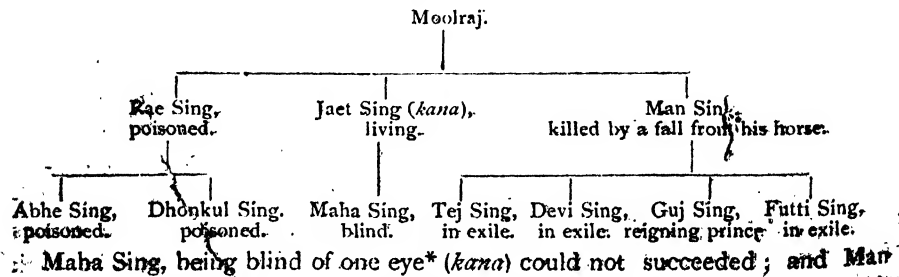 Moolraj.
Rae Sing, Jaet Sing (kana), Man Sing
poisoned. living. killed by a fall from his horse.
Abhe Sing, Dhonkul Sing. Maha Sing, Tej Sing, Devi Sing, Guj Sing, Futti Sing,
poisoned. poisoned. blind. in exile. in exile. reigning prince in exile.
Maha Sing, being blind of one eye* (kana) could not succeeded ; and Man